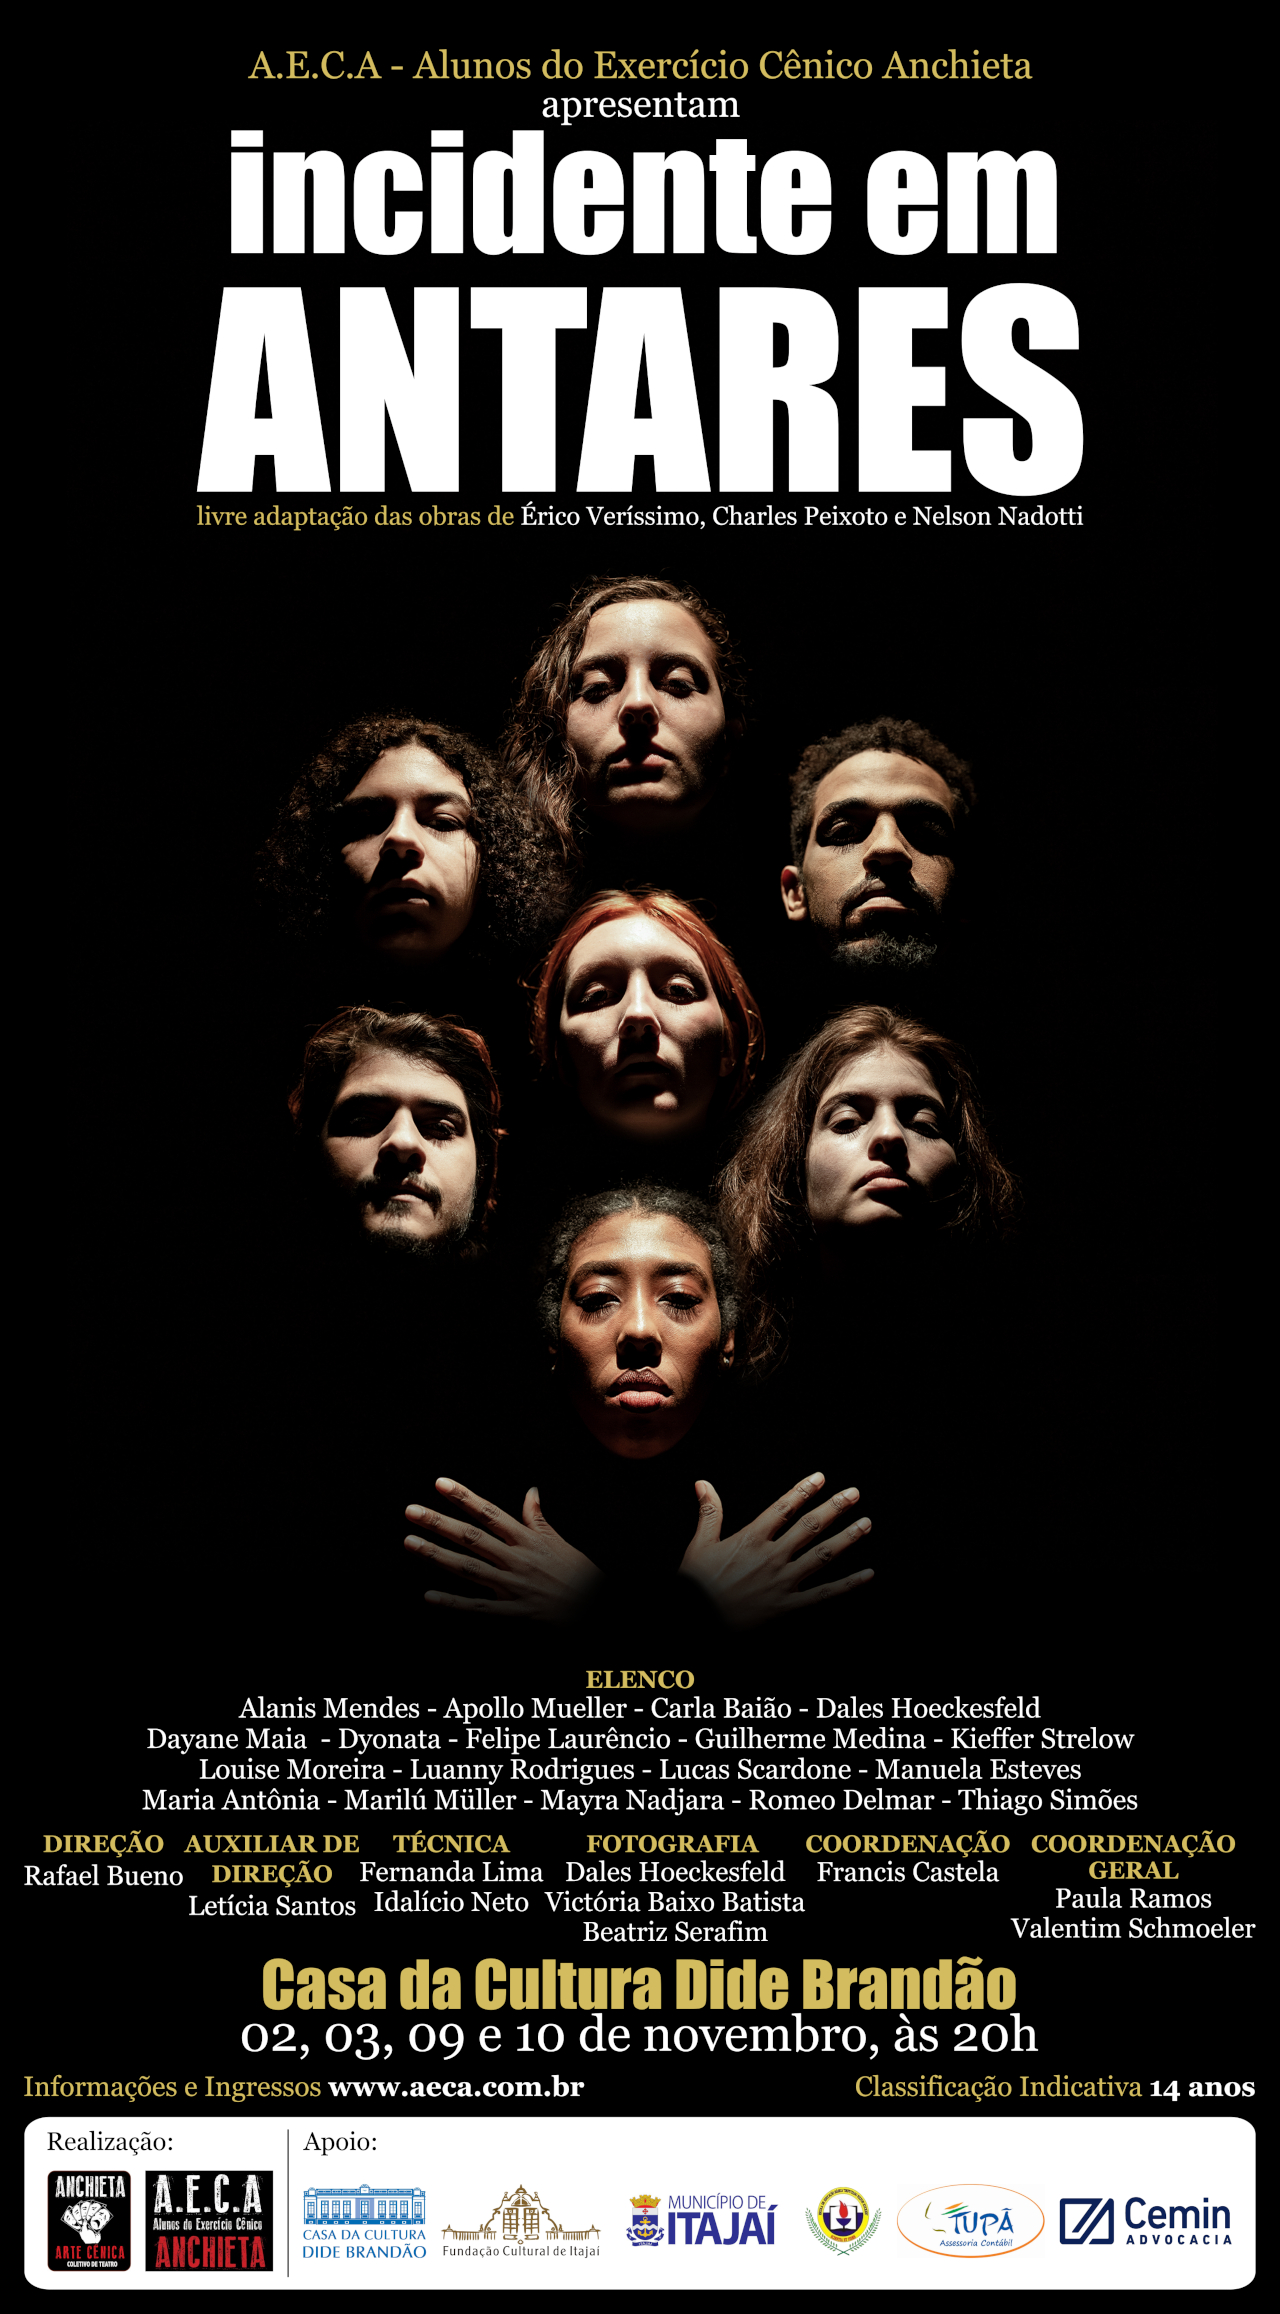 A.E.C.A - Alunos do Exercício Cênico Anchieta
apresentam
incidente em
ANTARES
livre adaptação das obras de Érico Veríssimo, Charles Peixoto e Nelson Nadotti
ELENCO
Alanis Mendes - Apollo Mueller - Carla Baião - Dales Hoeckesfeld
Dayane Maia - Dyonata - Felipe Laurêncio - Guilherme Medina - Kieffer Strelow
Louise Moreira - Luanny Rodrigues - Lucas Scardone - Manuela Esteves
Maria Antônia - Marilú Müller - Mayra Nadjara - Romeo Delmar - Thiago Simões
DIREÇÃO
Rafael Bueno
AUXILIAR DE
DIREÇÃO
Letícia Santos
TÉCNICA
Fernanda Lima
Idalício Neto
FOTOGRAFIA
Dales Hoeckesfeld
Victória Baixo Batista
Beatriz Serafim
COORDENAÇÃO
Francis Castela
COORDENAÇÃO
GERAL
Paula Ramos
Valentim Schmoeler
Casa da Cultura Dide Brandão
02, 03, 09 e 10 de novembro, às 20h
Informações e Ingressos www.aeca.com.br
Classificação Indicativa 14 anos
Realização:
ANCHIETA
ARTE CÊNICA
COLETIVO DE TEATRO
A.E.C.A
Alunos do Exercício Cênico
ANCHIETA
Apoio:
CASA DA CULTURA
DIDE BRANDÃO
Fundação Cultural de Itajaí
MUNICÍPIO DE
ITAJAÍ
TUPÃ
Assessoria Contábil
Cemin
ADVOCACIA